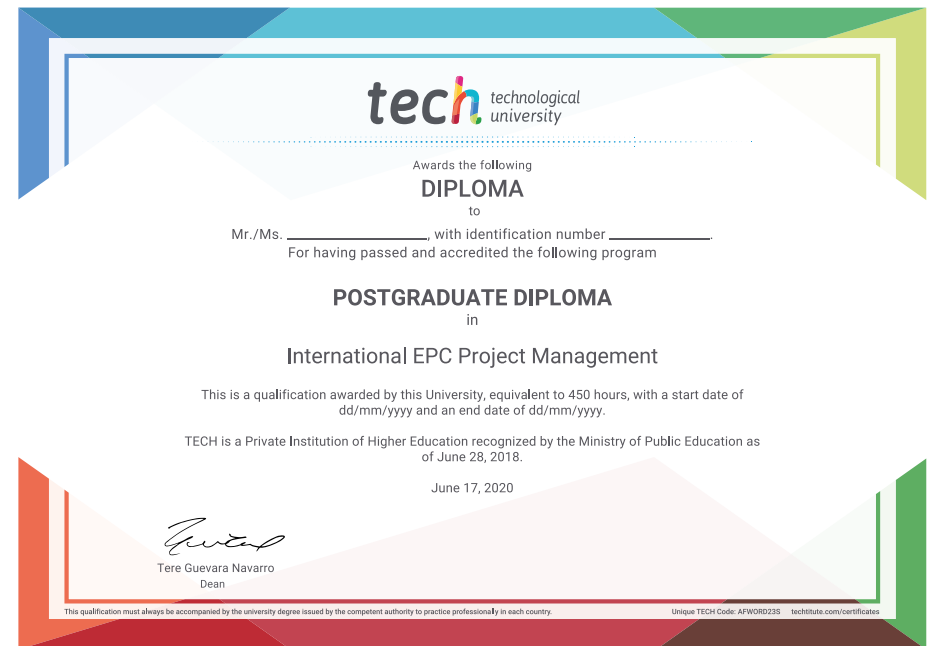 tech technological
university
Awards the following
DIPLOMA
to
Mr./Ms. ____________________, with identification number ______________.
For having passed and accredited the following program
POSTGRADUATE DIPLOMA
in
International EPC Project Management
This is a qualification awarded by this University, equivalent to 450 hours, with a start date of
dd/mm/yyyy and an end date of dd/mm/yyyy.
TECH is a Private Institution of Higher Education recognized by the Ministry of Public Education as
of June 28, 2018.
June 17, 2020
Tere Guevara Navarro
Dean
This qualification must always be accompanied by the university degree issued by the competent authority to practice professionally in each country. Unique TECH Code: AFWORD23S techtitute.com/certificates